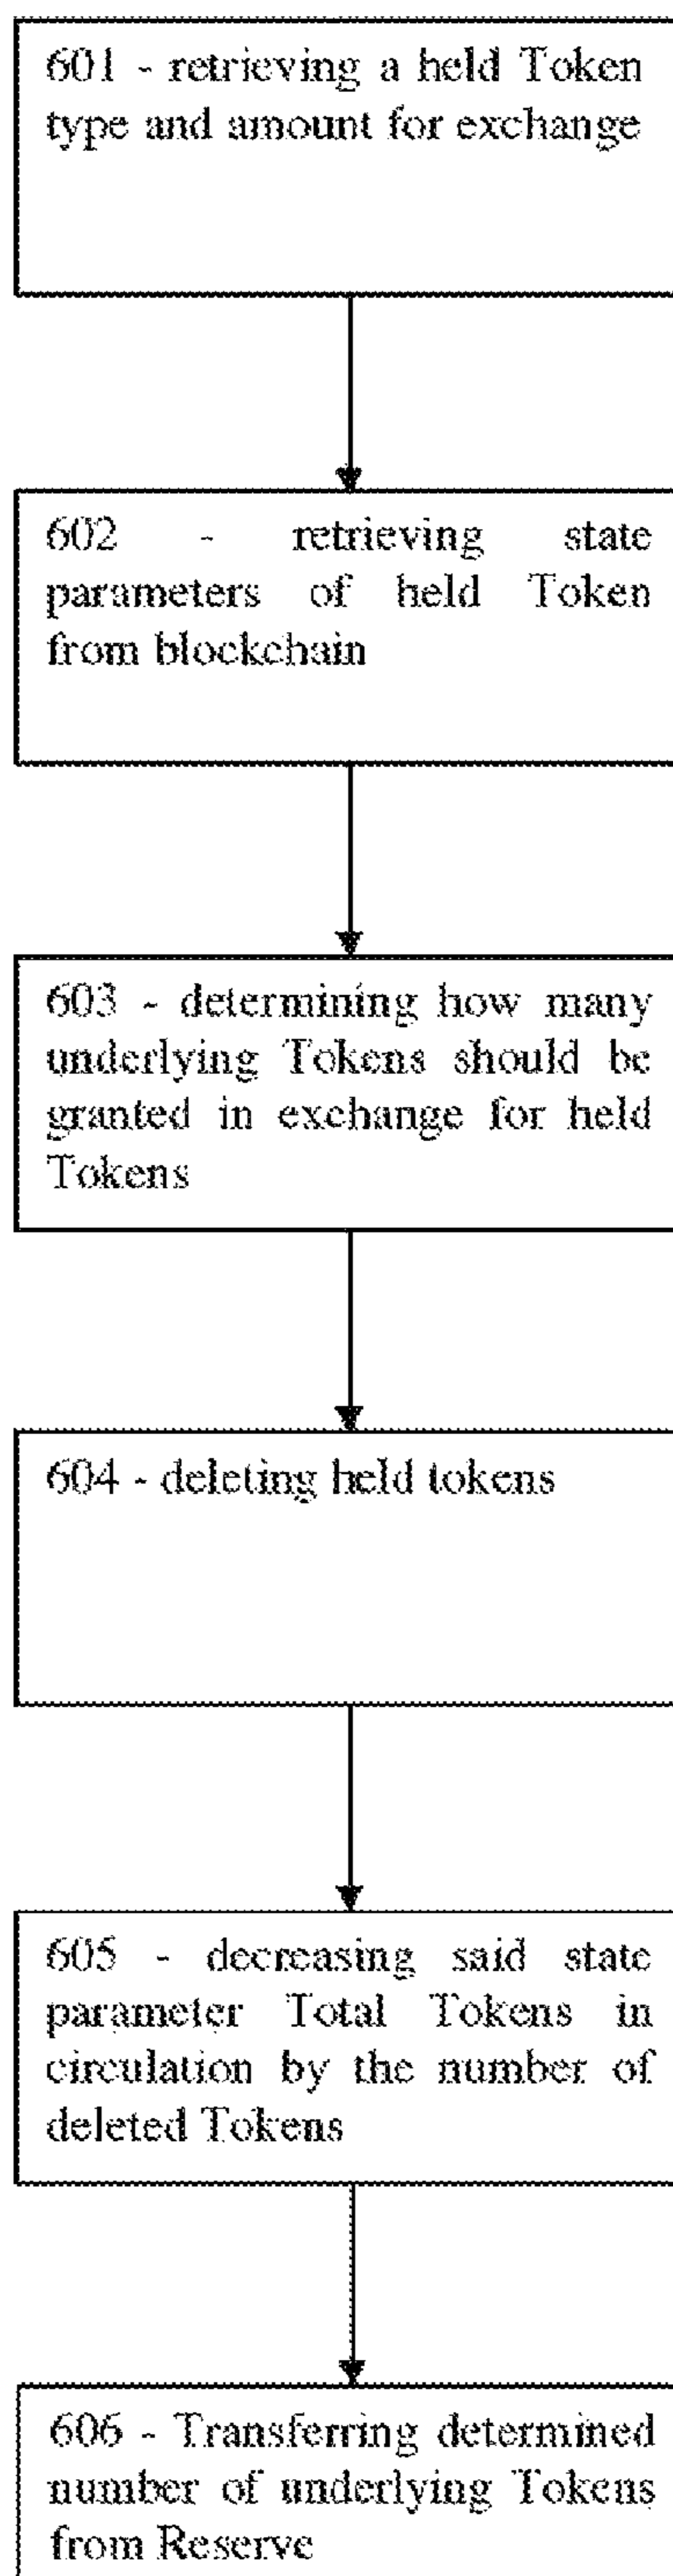 601 - retrieving a held Token
type and amount for exchange
602 - retrieving state
parameters of held Token
from blockchain
603 - determining how many
underlying Tokens should be
granted in exchange for held
Tokens
604 - deleting held tokens
605 - decreasing said state
parameter Total Tokens in
circulation by the number of
deleted Tokens
606 - Transferring determined
number of underlying Tokens
from Reserve